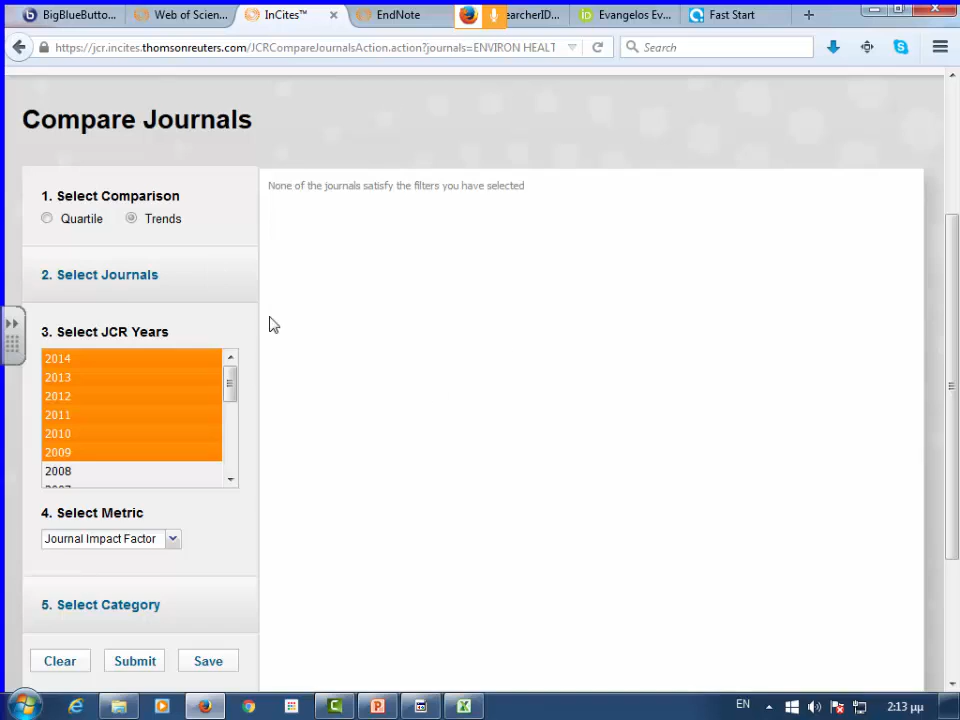 BigBlueButto...
Web of Scien...
InCites™
EndNote
earcherID...
Evangelos Ev...
Fast Start
https://jcr.incites.thomsonreuters.com/JCRCompareJournalsAction.action?journals=ENVIRON HEALT
Search
Compare Journals
1. Select Comparison
Quartile
Trends
None of the journals satisfy the filters you have selected
2. Select Journals
3. Select JCR Years
2014
2013
2012
2011
2010
2009
2008
4. Select Metric
Journal Impact Factor
5. Select Category
Clear
Submit
Save
EN
2:13 μμ